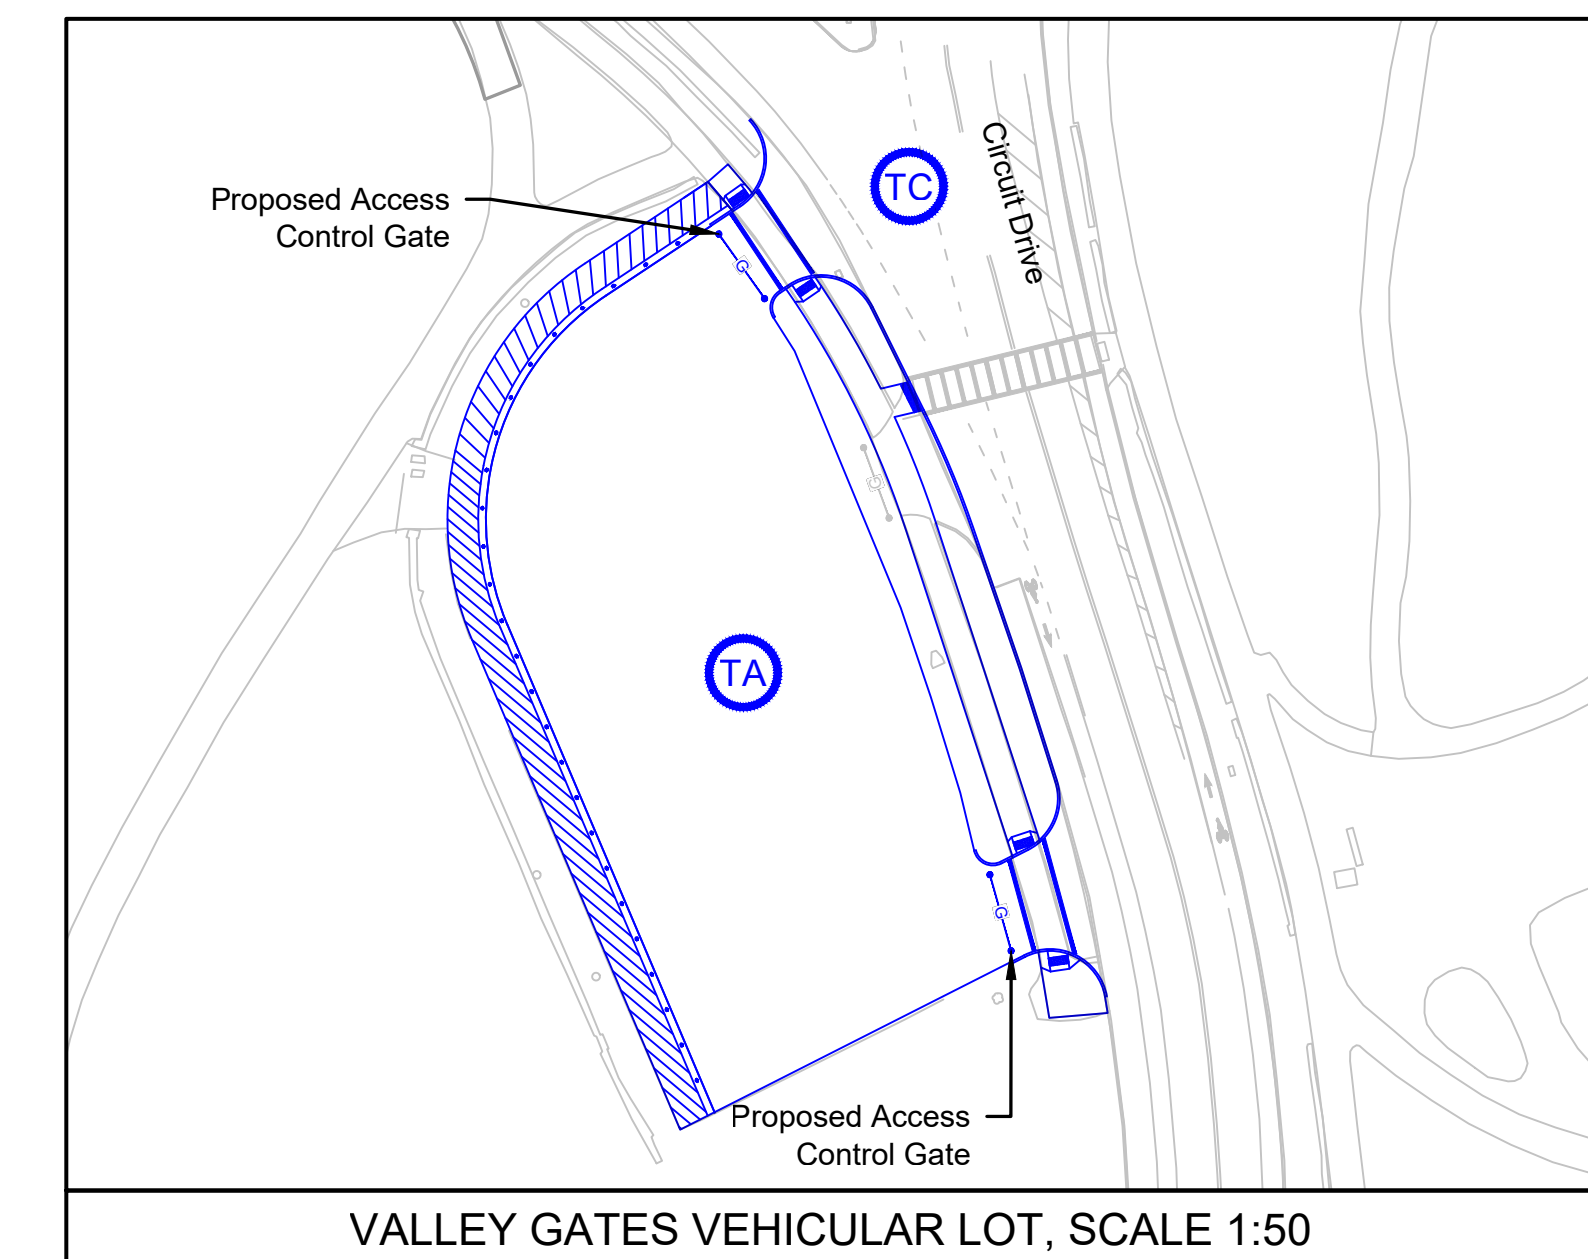 Proposed Access
Control Gate
TC
Circuit Drive
G
G
TA
G
Proposed Access
Control Gate
VALLEY GATES VEHICULAR LOT, SCALE 1:50